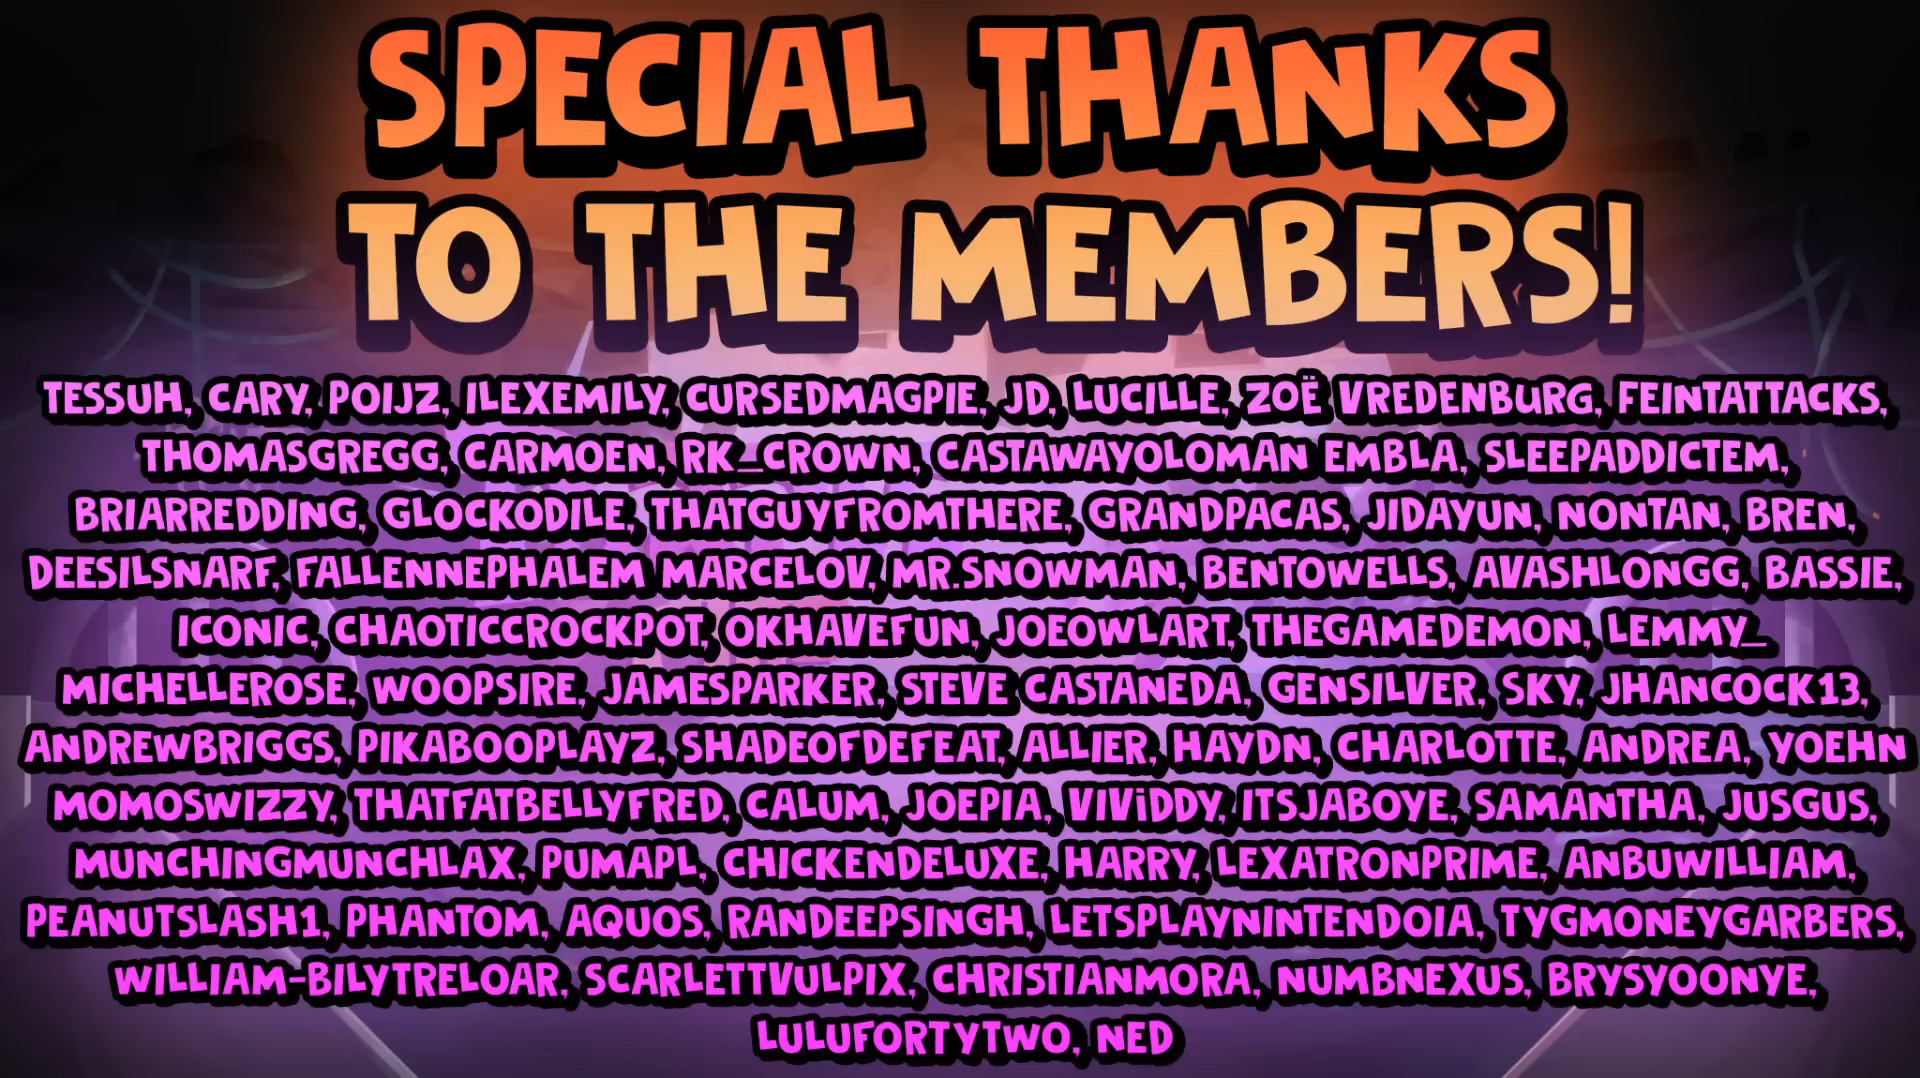 SPECIAL THANKS
TO THE MEMBERS!
TESSUH, CARY, POIJZ, ILEXEMILY, CURSEDMAGPIE, JD, LUCILLE, ZOË VREDENBURG, FEINTATTACKS,
THOMASGREGG, CARMOEN, RK_CROWN, CASTAWAYOLOMAN EMBLA, SLEEPADDICTEM,
BRIARREDDING, GLOCKODILE, THATGUYFROMTHERE, GRANDPACAS, JIDAYUN, NONTAN, BREN,
DEESILSNARF, FALLENNEPHALEM MARCELOV, MR.SNOWMAN, BENTOWELLS, AVASHLONGG, BASSIE,
ICONIC, CHAOTICCROCKPOT, OKHAVEFUN, JOEOWLART, THEGAMEDEMON, LEMMY_
MICHELLEROSE, WOOPSIRE, JAMESPARKER, STEVE CASTANEDA, GENSILVER, SKY, JHANCOCK13,
ANDREWBRIGGS, PIKABOOPLAYZ, SHADEOFDEFEAT, ALLIER, HAYDN, CHARLOTTE, ANDREA, YOEHN
MOMOSWIZZY, THATFATBELLYFRED, CALUM, JOEPIA, VIViDDY, ITSJABOYE, SAMANTHA, JUSGUS,
MUNCHINGMUNCHLAX, PUMAPL, CHICKENDELUXE, HARRY, LEXATRONPRIME, ANBUWILLIAM,
PEANUTSLASH1, PHANTOM, AQUOS, RANDEEPSINGH, LETSPLAYNINTENDOIA, TYGMONEYGARBERS,
WILLIAM-BILYTRELOAR, SCARLETTVULPIX, CHRISTIANMORA, NUMBNEXUS, BRYSYOONYE,
LULUFORTYTWO, NED